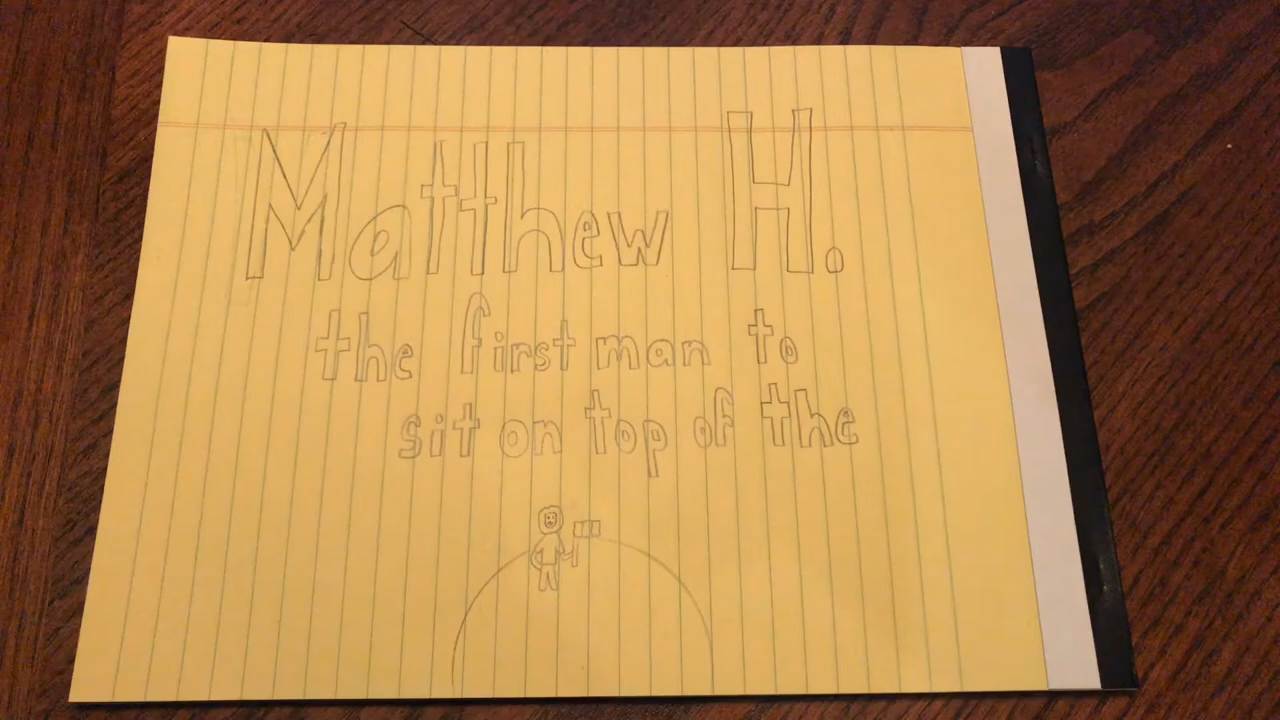 Matthew H.
the first man to
sit on top of the